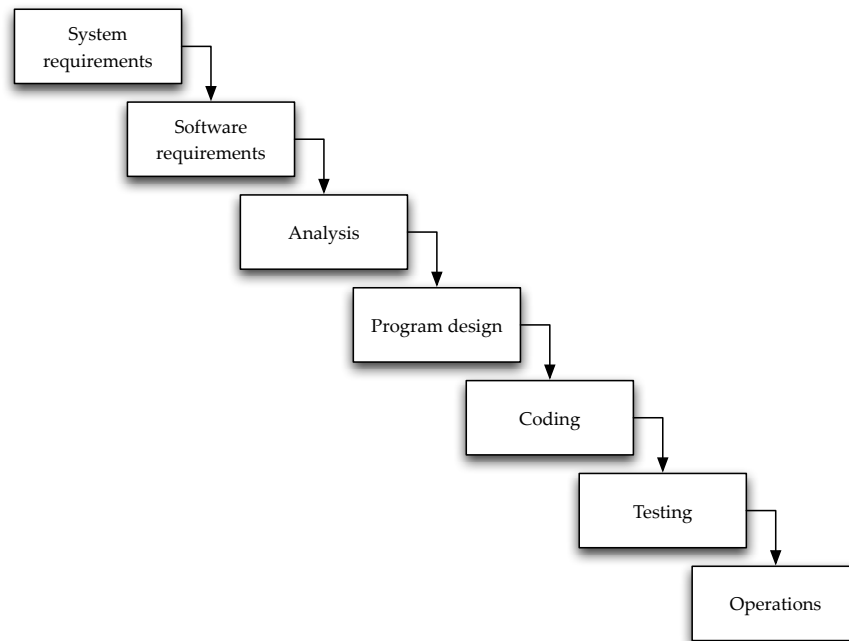 System
requirements
Software
requirements
Analysis
Program design
Coding
Testing
Operations